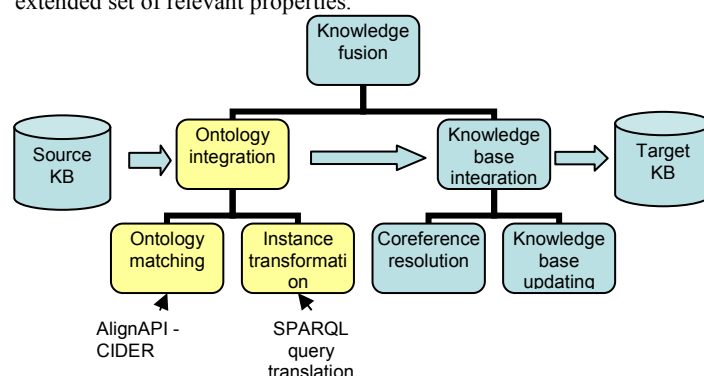 extended set of relevant properties.
Knowledge
fusion
Source
KB
Ontology
integration
Knowledge
base
integration
Target
KB
Ontology
matching
Instance
transformati
on
Coreference
resolution
Knowledge
base
updating
AlignAPI -
CIDER
SPARQL
query
translation